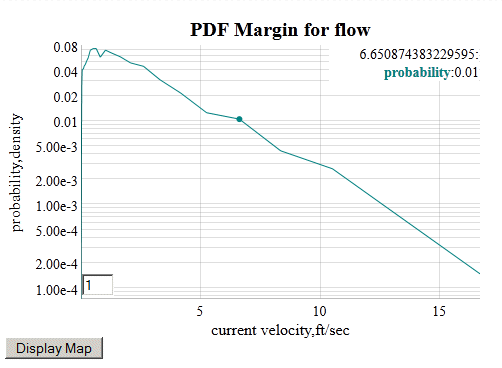 PDF Margin for flow
6.650874383229595:
probability:0.01
0.08
0.04
0.02
0.01
5.00e-3
2.00e-3
1.00e-3
5.00e-4
2.00e-4
1.00e-4
probability,density
1
5
10
15
current velocity,ft/sec
Display Map